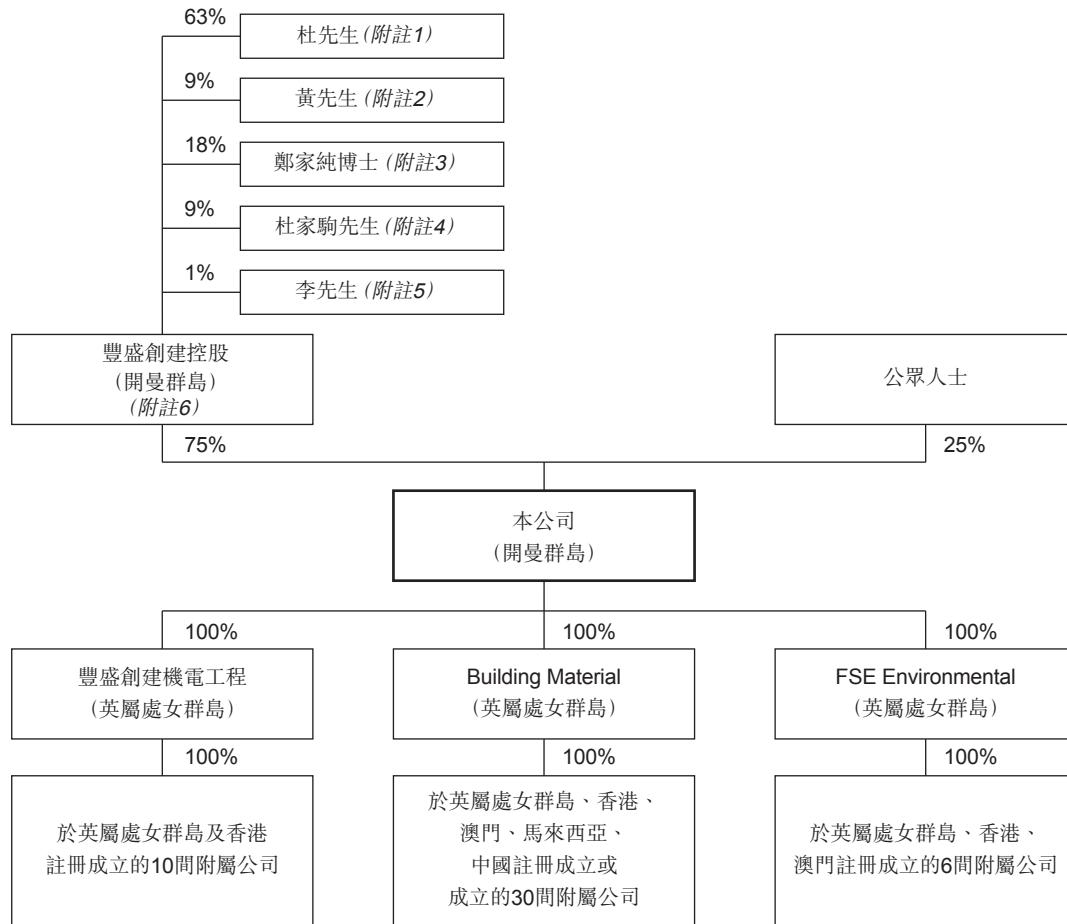 63%
杜先生(附註1)
9%
黃先生(附註2)
18%
鄭家純博士(附註3)
9%
杜家駒先生(附註4)
1%
李先生(附註5)
豐盛創建控股
(開曼群島)
(附註6)
公眾人士
75%
25%
本公司
(開曼群島)
100%
100%
100%
豐盛創建機電工程
(英屬處女群島)
Building Material
(英屬處女群島)
FSE Environmental
(英屬處女群島)
100%
100%
100%
於英屬處女群島及香港
註冊成立的10間附屬公司
於英屬處女群島、香港、
澳門、馬來西亞、
中國註冊成立或
成立的30間附屬公司
於英屬處女群島、香港、
澳門註冊成立的6間附屬公司